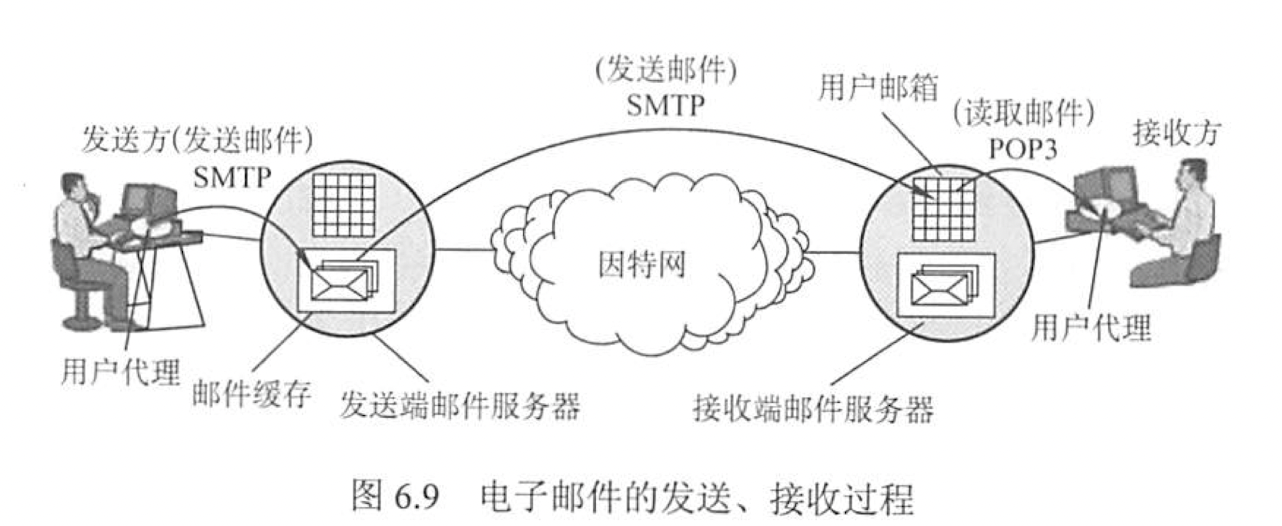 (发送邮件)
SMTP
用户邮箱
(读取邮件)
POP3
接收方
发送方(发送邮件)
SMTP
因特网
用户代理
邮件缓存
发送端邮件服务器
接收端邮件服务器
用户代理
图 6.9 电子邮件的发送、接收过程